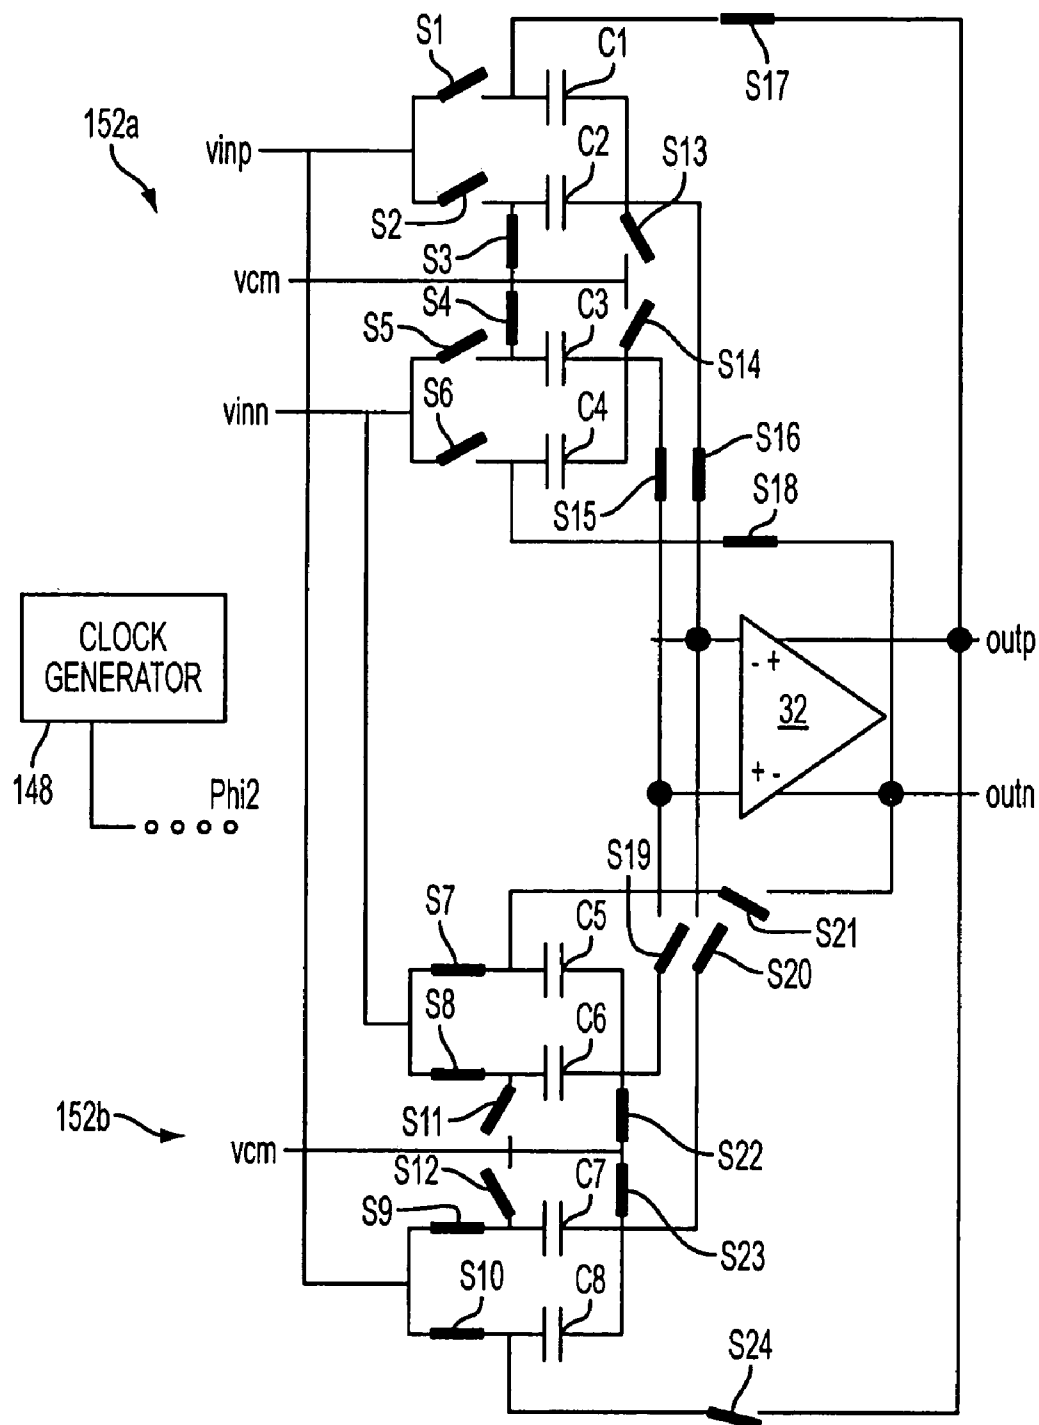 S1
C1
S17
152a
vinp
C2
S13
S2
S3
vcm
S4
C3
S5
S14
vinn
S6
C4
S16
S15
S18
CLOCK
GENERATOR
148
Phi2
- +
32
+ -
outp
outn
S19
S7
C5
S21
S20
S8
C6
S11
S22
152b
vcm
S12
C7
S9
S23
S10
C8
S24